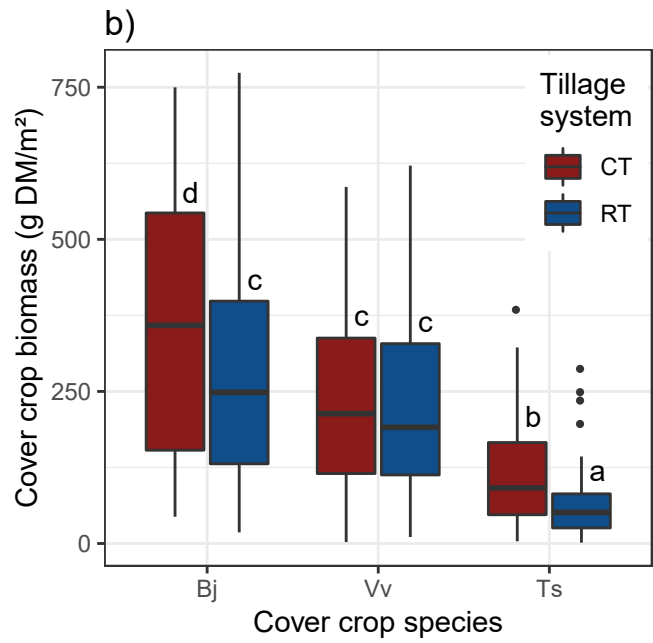 b)
Cover crop biomass (g DM/m²)
750
500
250
0
Tillage
system
CT
RT
d
c
c
c
b
a
Bj
Vv
Ts
Cover crop species